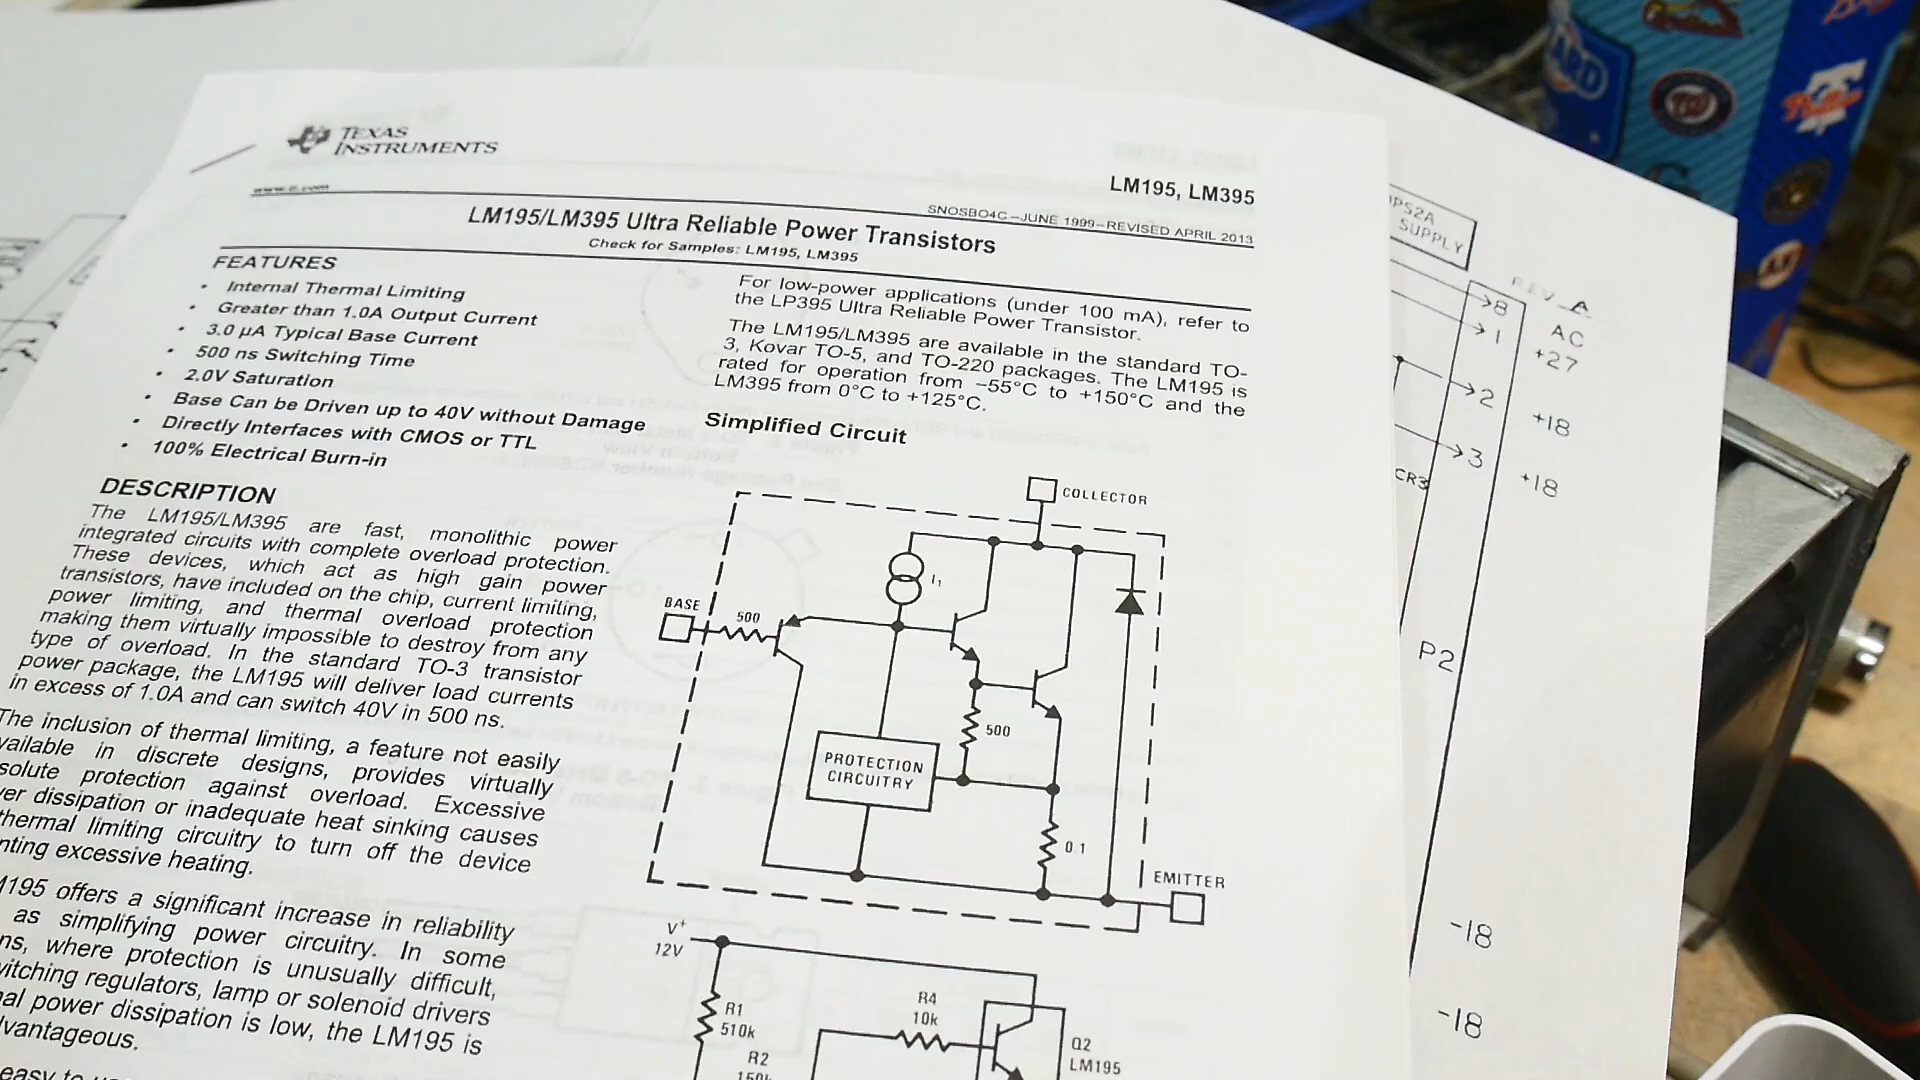 TEXAS
INSTRUMENTS
www.ti.com
LM195, LM395
SNOSBO4C–JUNE 1999–REVISED APRIL 2013
LM195/LM395 Ultra Reliable Power Transistors
Check for Samples: LM195, LM395
FEATURES
• Internal Thermal Limiting
• Greater than 1.0A Output Current
• 3.0 µA Typical Base Current
• 500 ns Switching Time
• 2.0V Saturation
• Base Can be Driven up to 40V without Damage
• Directly Interfaces with CMOS or TTL
• 100% Electrical Burn-in
DESCRIPTION
The LM195/LM395 are fast, monolithic power
integrated circuits with complete overload protection.
These devices, which act as high gain power
transistors, have included on the chip, current limiting,
power limiting, and thermal overload protection
making them virtually impossible to destroy from any
type of overload. In the standard TO-3 transistor
power package, the LM195 will deliver load currents
in excess of 1.0A and can switch 40V in 500 ns.
The inclusion of thermal limiting, a feature not easily
vailable in discrete designs, provides virtually
solute protection against overload. Excessive
er dissipation or inadequate heat sinking causes
thermal limiting circuitry to turn off the device
nting excessive heating.
195 offers a significant increase in reliability
as simplifying power circuitry. In some
ns, where protection is unusually difficult,
itching regulators, lamp or solenoid drivers
al power dissipation is low, the LM195 is
vantageous.
easy to
For low-power applications (under 100 mA), refer to
the LP395 Ultra Reliable Power Transistor.
The LM195/LM395 are available in the standard TO-
3, Kovar TO-5, and TO-220 packages. The LM195 is
rated for operation from –55°C to +150°C and the
LM395 from 0°C to +125°C.
Simplified Circuit
COLLECTOR
I1
BASE
500
500
PROTECTION
CIRCUITRY
0.1
EMITTER
V+
12V
R1
510k
R2
R4
10k
Q2
LM195
PS2A
SUPPLY
REV A
8
AC
1
+27
2
+18
3
+18
CR3
P2
-18
-18